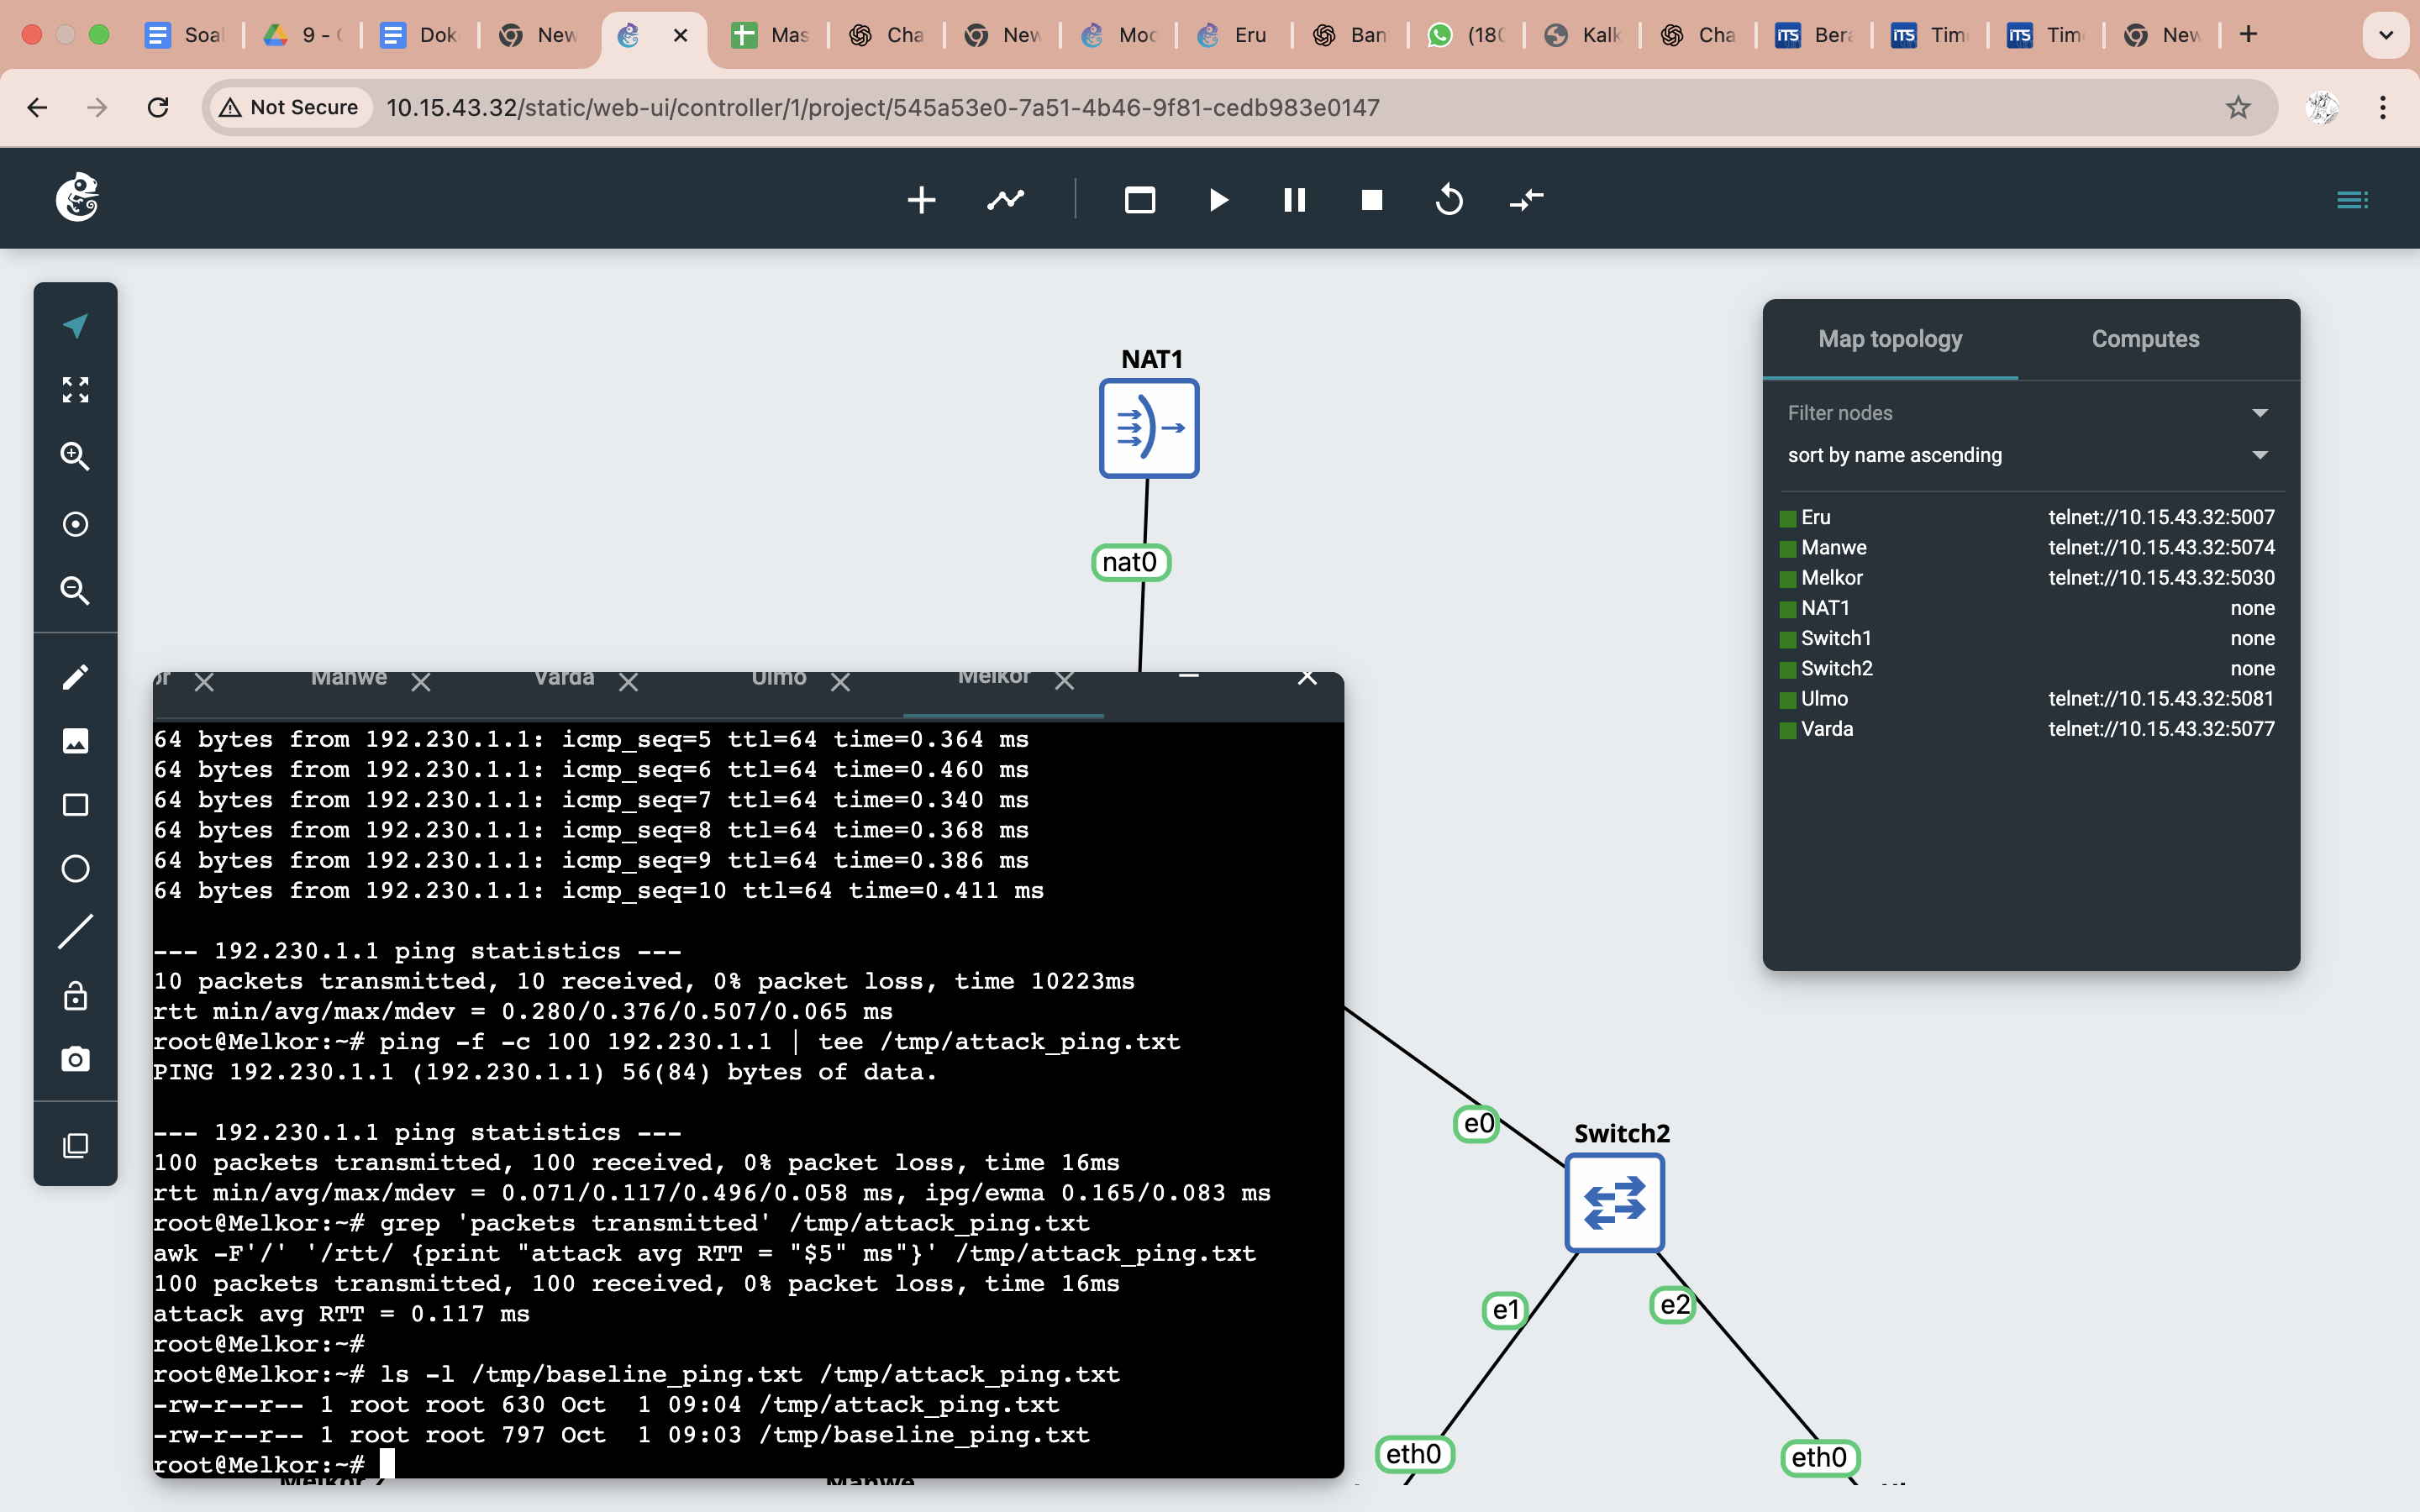 Soa
9 - (
Dok
New
Mas
Cha
New
Moc
Eru
Ban
(180
Kalk
Cha
iTS Bera
iTS Tim
iTS Tim
New
Not Secure
10.15.43.32/static/web-ui/controller/1/project/545a53e0-7a51-4b46-9f81-cedb983e0147
NAT1
nat0
Map topology
Computes
Filter nodes
sort by name ascending
Eru telnet://10.15.43.32:5007
Manwe telnet://10.15.43.32:5074
Melkor telnet://10.15.43.32:5030
NAT1 none
Switch1 none
Switch2 none
Ulmo telnet://10.15.43.32:5081
Varda telnet://10.15.43.32:5077
or Manwe Varda Ulmo Melkor
64 bytes from 192.230.1.1: icmp_seq=5 ttl=64 time=0.364 ms
64 bytes from 192.230.1.1: icmp_seq=6 ttl=64 time=0.460 ms
64 bytes from 192.230.1.1: icmp_seq=7 ttl=64 time=0.340 ms
64 bytes from 192.230.1.1: icmp_seq=8 ttl=64 time=0.368 ms
64 bytes from 192.230.1.1: icmp_seq=9 ttl=64 time=0.386 ms
64 bytes from 192.230.1.1: icmp_seq=10 ttl=64 time=0.411 ms
--- 192.230.1.1 ping statistics ---
10 packets transmitted, 10 received, 0% packet loss, time 10223ms
rtt min/avg/max/mdev = 0.280/0.376/0.507/0.065 ms
root@Melkor:~# ping -f -c 100 192.230.1.1 | tee /tmp/attack_ping.txt
PING 192.230.1.1 (192.230.1.1) 56(84) bytes of data.
--- 192.230.1.1 ping statistics ---
100 packets transmitted, 100 received, 0% packet loss, time 16ms
rtt min/avg/max/mdev = 0.071/0.117/0.496/0.058 ms, ipg/ewma 0.165/0.083 ms
root@Melkor:~# grep 'packets transmitted' /tmp/attack_ping.txt
awk -F'/' '/rtt/ {print "attack avg RTT = "$5" ms"}' /tmp/attack_ping.txt
100 packets transmitted, 100 received, 0% packet loss, time 16ms
attack avg RTT = 0.117 ms
root@Melkor:~#
root@Melkor:~# ls -l /tmp/baseline_ping.txt /tmp/attack_ping.txt
-rw-r--r-- 1 root root 630 Oct  1 09:04 /tmp/attack_ping.txt
-rw-r--r-- 1 root root 797 Oct  1 09:03 /tmp/baseline_ping.txt
root@Melkor:~#
e0
Switch2
e1
e2
eth0
eth0
Melkor
Manwe